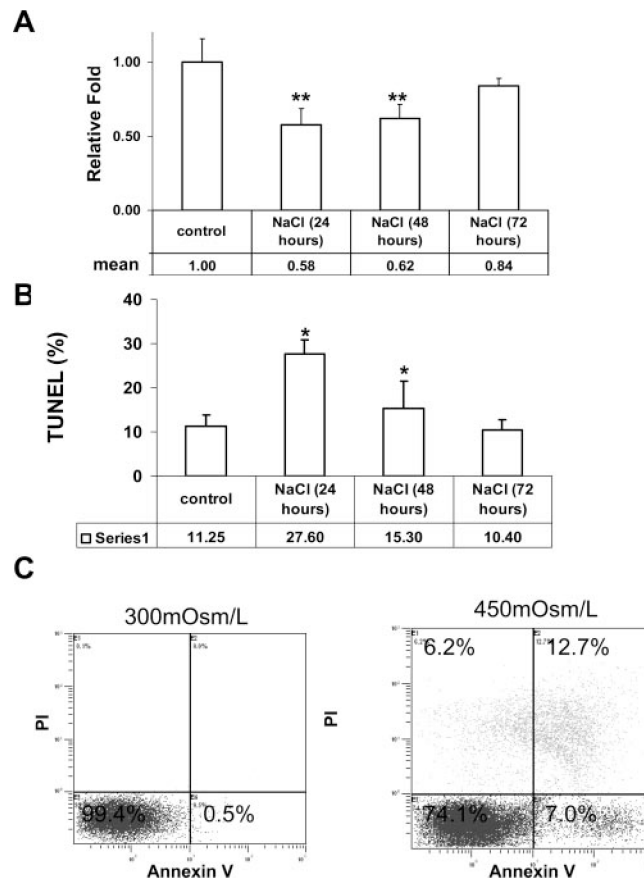 A
Relative Fold
1.00
0.50
0.00
**
**
control
NaCl (24 hours)
NaCl (48 hours)
NaCl (72 hours)
mean
1.00
0.58
0.62
0.84
B
TUNEL (%)
40
30
20
10
0
*
*
control
NaCl (24 hours)
NaCl (48 hours)
NaCl (72 hours)
Series1
11.25
27.60
15.30
10.40
C
300mOsm/L
PI
99.4%
0.5%
Annexin V
450mOsm/L
PI
6.2%
12.7%
74.1%
7.0%
Annexin V